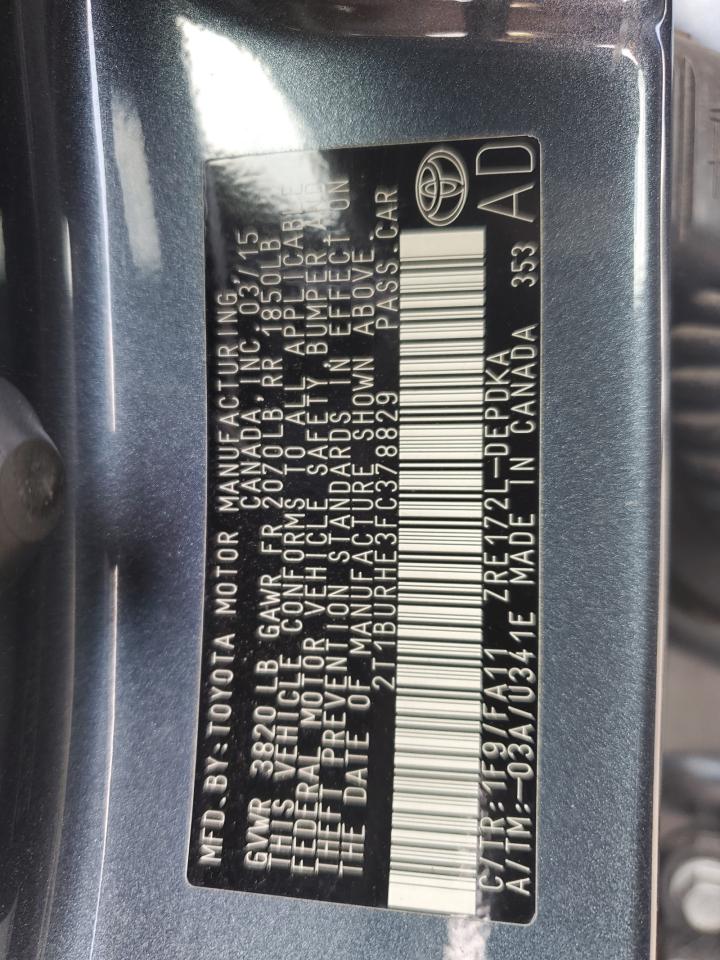 MFD.BY:TOYOTA MOTOR MANUFACTURING
CANADA, INC. 03/15
GVWR 3820 LB GAWR FR 2070LB RR 1850LB
THIS VEHICLE CONFORMS TO ALL APPLICABLE
FEDERAL MOTOR VEHICLE SAFETY, BUMPER, AND
THEFT PREVENTION STANDARDS IN EFFECT ON
THE DATE OF MANUFACTURE SHOWN ABOVE.
2T1BURHE3FC378829 PASS.CAR
C/TR:1F9/FA11 ZRE172L-DEPDKA
A/TM:-03A/U341E MADE IN CANADA 353
AD